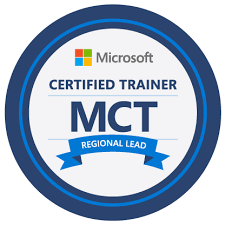 Microsoft
CERTIFIED TRAINER
MCT
REGIONAL LEAD